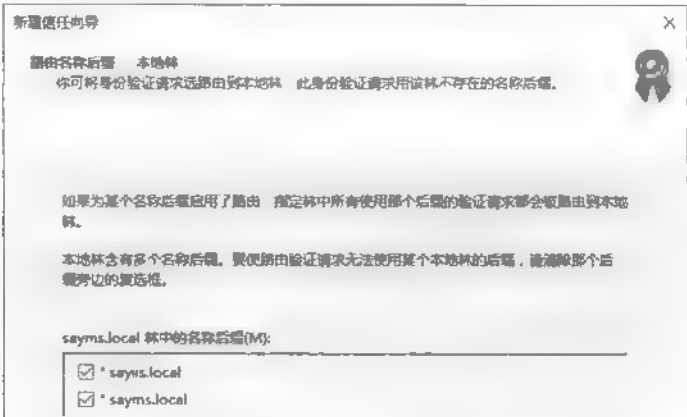 新建信任向导
路由名称后缀 本地林
你可将身份验证请求选路由到本地林 此身份验证请求用该林不存在的名称后缀。
如果为某个名称后缀启用了路由 指定林中所有使用那个后缀的验证请求都会被路由到本地
林。
本地林含有多个名称后缀。要使路由验证请求无法使用某个本地林的后缀，请清除那个后
缀旁边的复选框。
sayms.local 林中的名称后缀(M):
* sayiis.local
* sayms.local